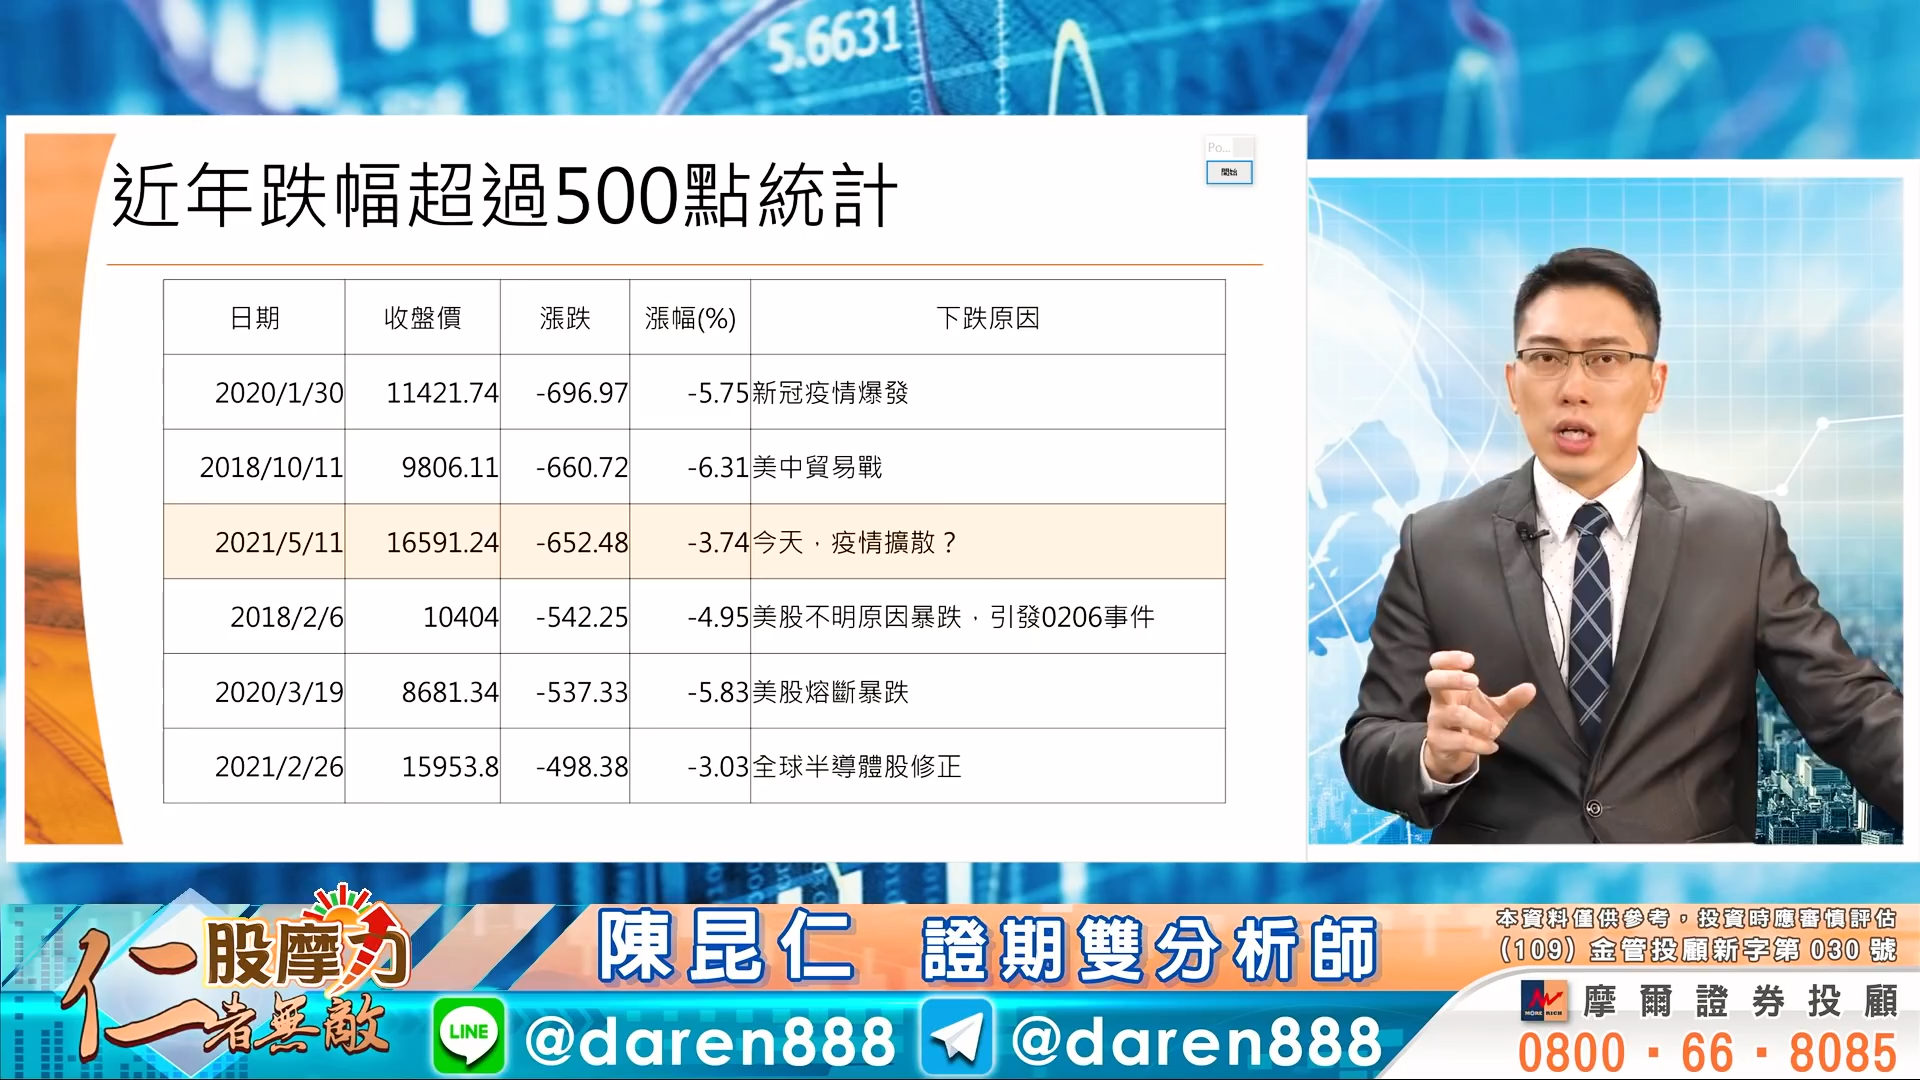 5.6631
近年跌幅超過500點統計
Po...
開始
日期 收盤價 漲跌 漲幅(%) 下跌原因
2020/1/30 11421.74 -696.97 -5.75 新冠疫情爆發
2018/10/11 9806.11 -660.72 -6.31 美中貿易戰
2021/5/11 16591.24 -652.48 -3.74 今天，疫情擴散？
2018/2/6 10404 -542.25 -4.95 美股不明原因暴跌，引發0206事件
2020/3/19 8681.34 -537.33 -5.83 美股熔斷暴跌
2021/2/26 15953.8 -498.38 -3.03 全球半導體股修正
股摩力
仁者無敵
陳昆仁 證期雙分析師
LINE @daren888 @daren888
本資料僅供參考，投資時應審慎評估
(109) 金管投顧新字第 030 號
MORE RICH 摩爾證券投顧
0800·66·8085